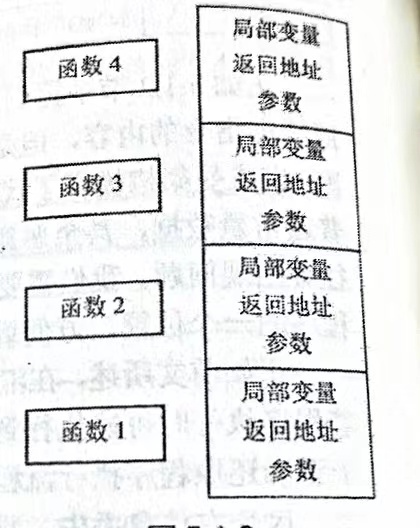 函数 4
局部变量
返回地址
参数
函数 3
局部变量
返回地址
参数
函数 2
局部变量
返回地址
参数
函数 1
局部变量
返回地址
参数